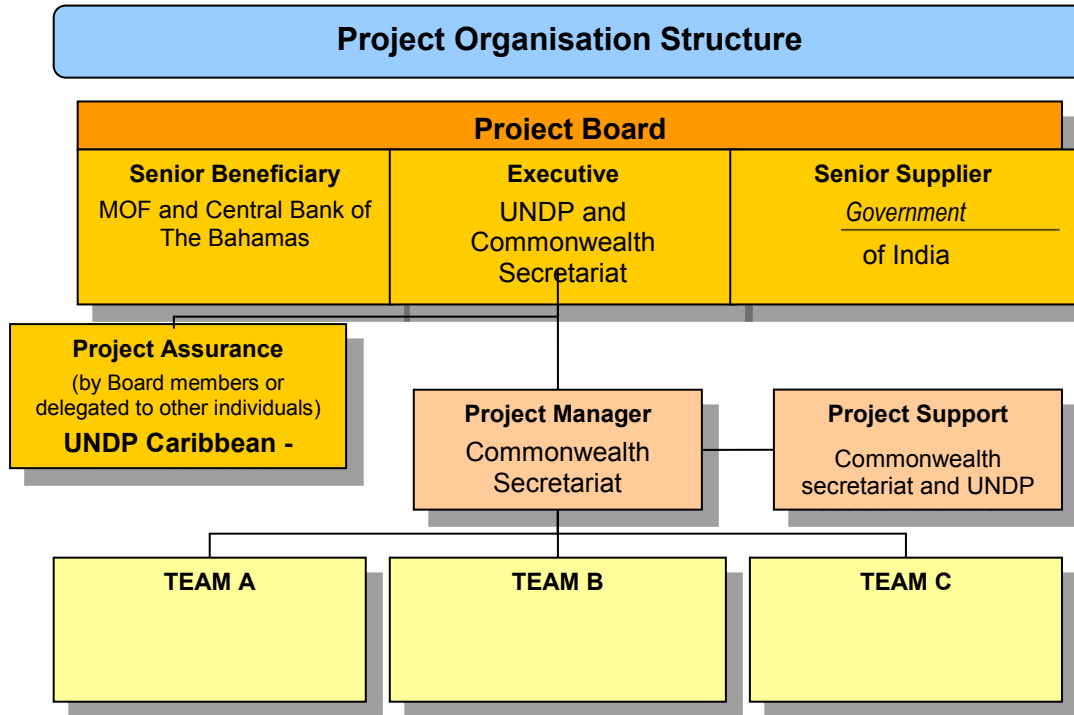 Project Organisation Structure
Project Board
Senior Beneficiary
MOF and Central Bank of
The Bahamas
Executive
UNDP and
Commonwealth
Secretariat
Senior Supplier
Government
of India
Project Assurance
(by Board members or
delegated to other individuals)
UNDP Caribbean -
Project Manager
Commonwealth
Secretariat
Project Support
Commonwealth
secretariat and UNDP
TEAM A
TEAM B
TEAM C